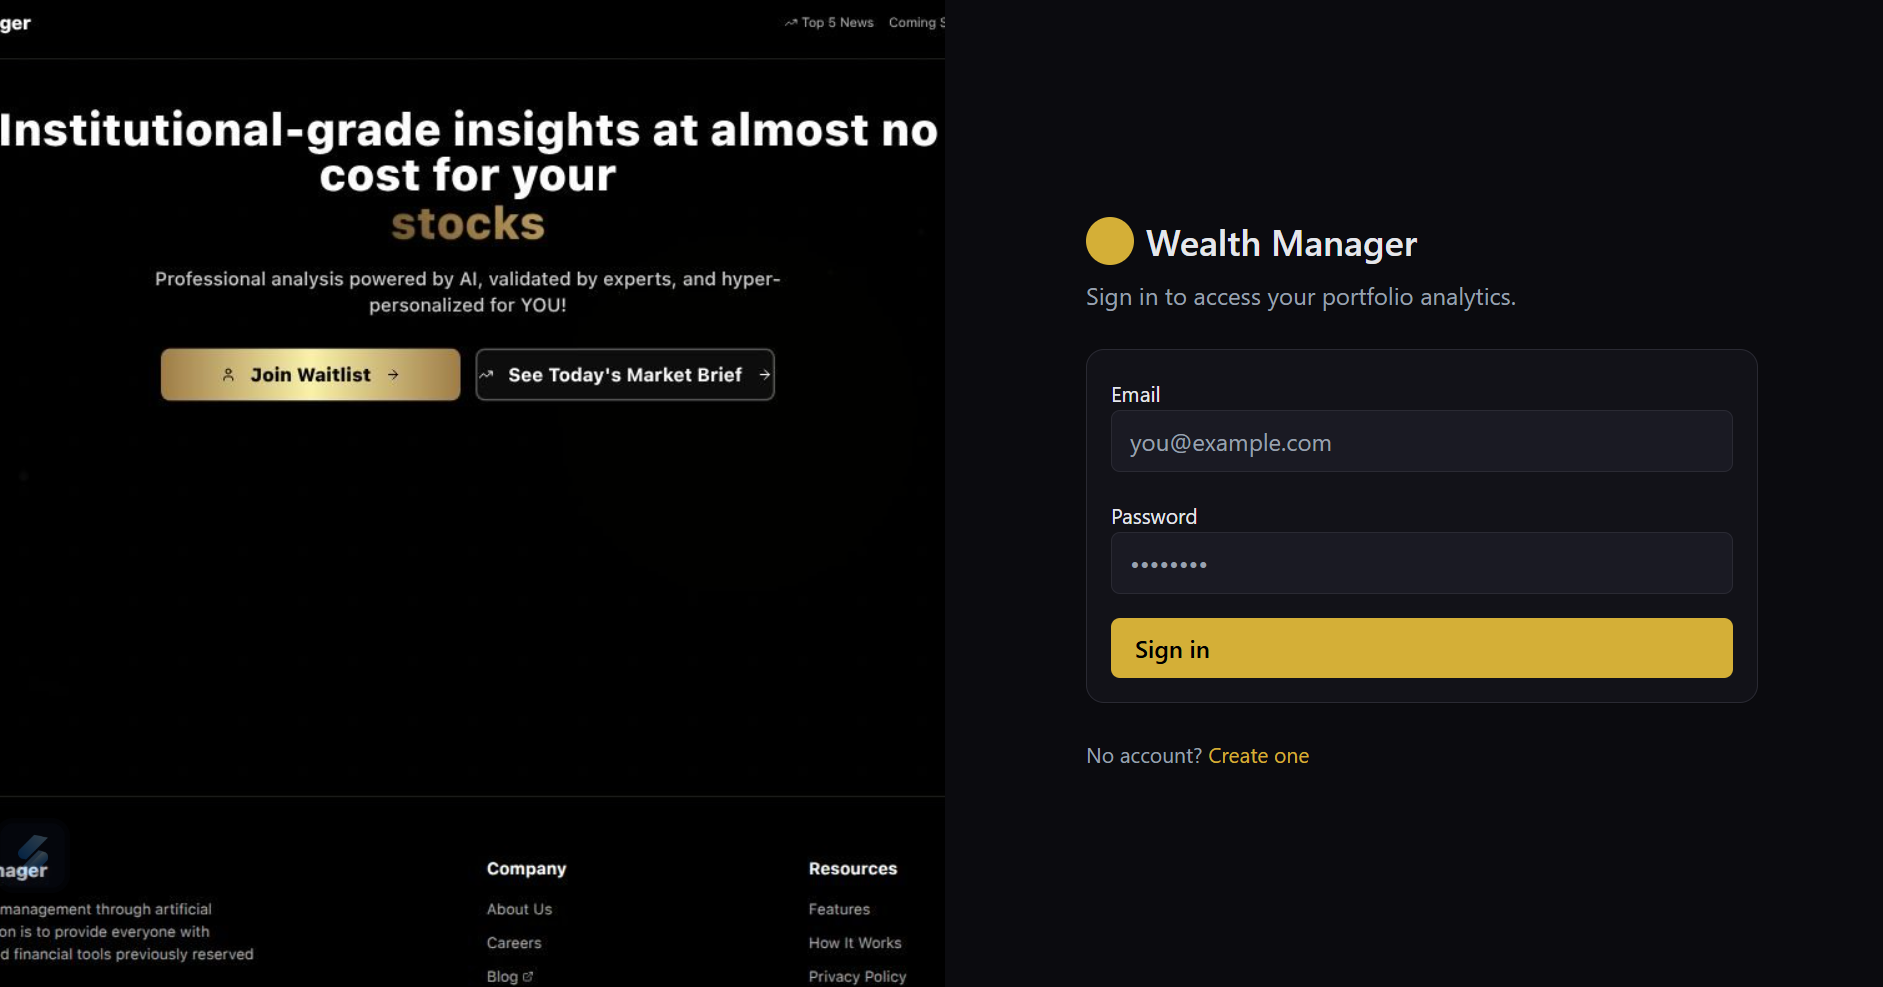 ger
Top 5 News
Coming S
Institutional-grade insights at almost no
cost for your
stocks
Professional analysis powered by AI, validated by experts, and hyper-
personalized for YOU!
Join Waitlist
See Today's Market Brief
nager
management through artificial
on is to provide everyone with
d financial tools previously reserved
Company
About Us
Careers
Blog
Resources
Features
How It Works
Privacy Policy
Wealth Manager
Sign in to access your portfolio analytics.
Email
you@example.com
Password
••••••••
Sign in
No account? Create one